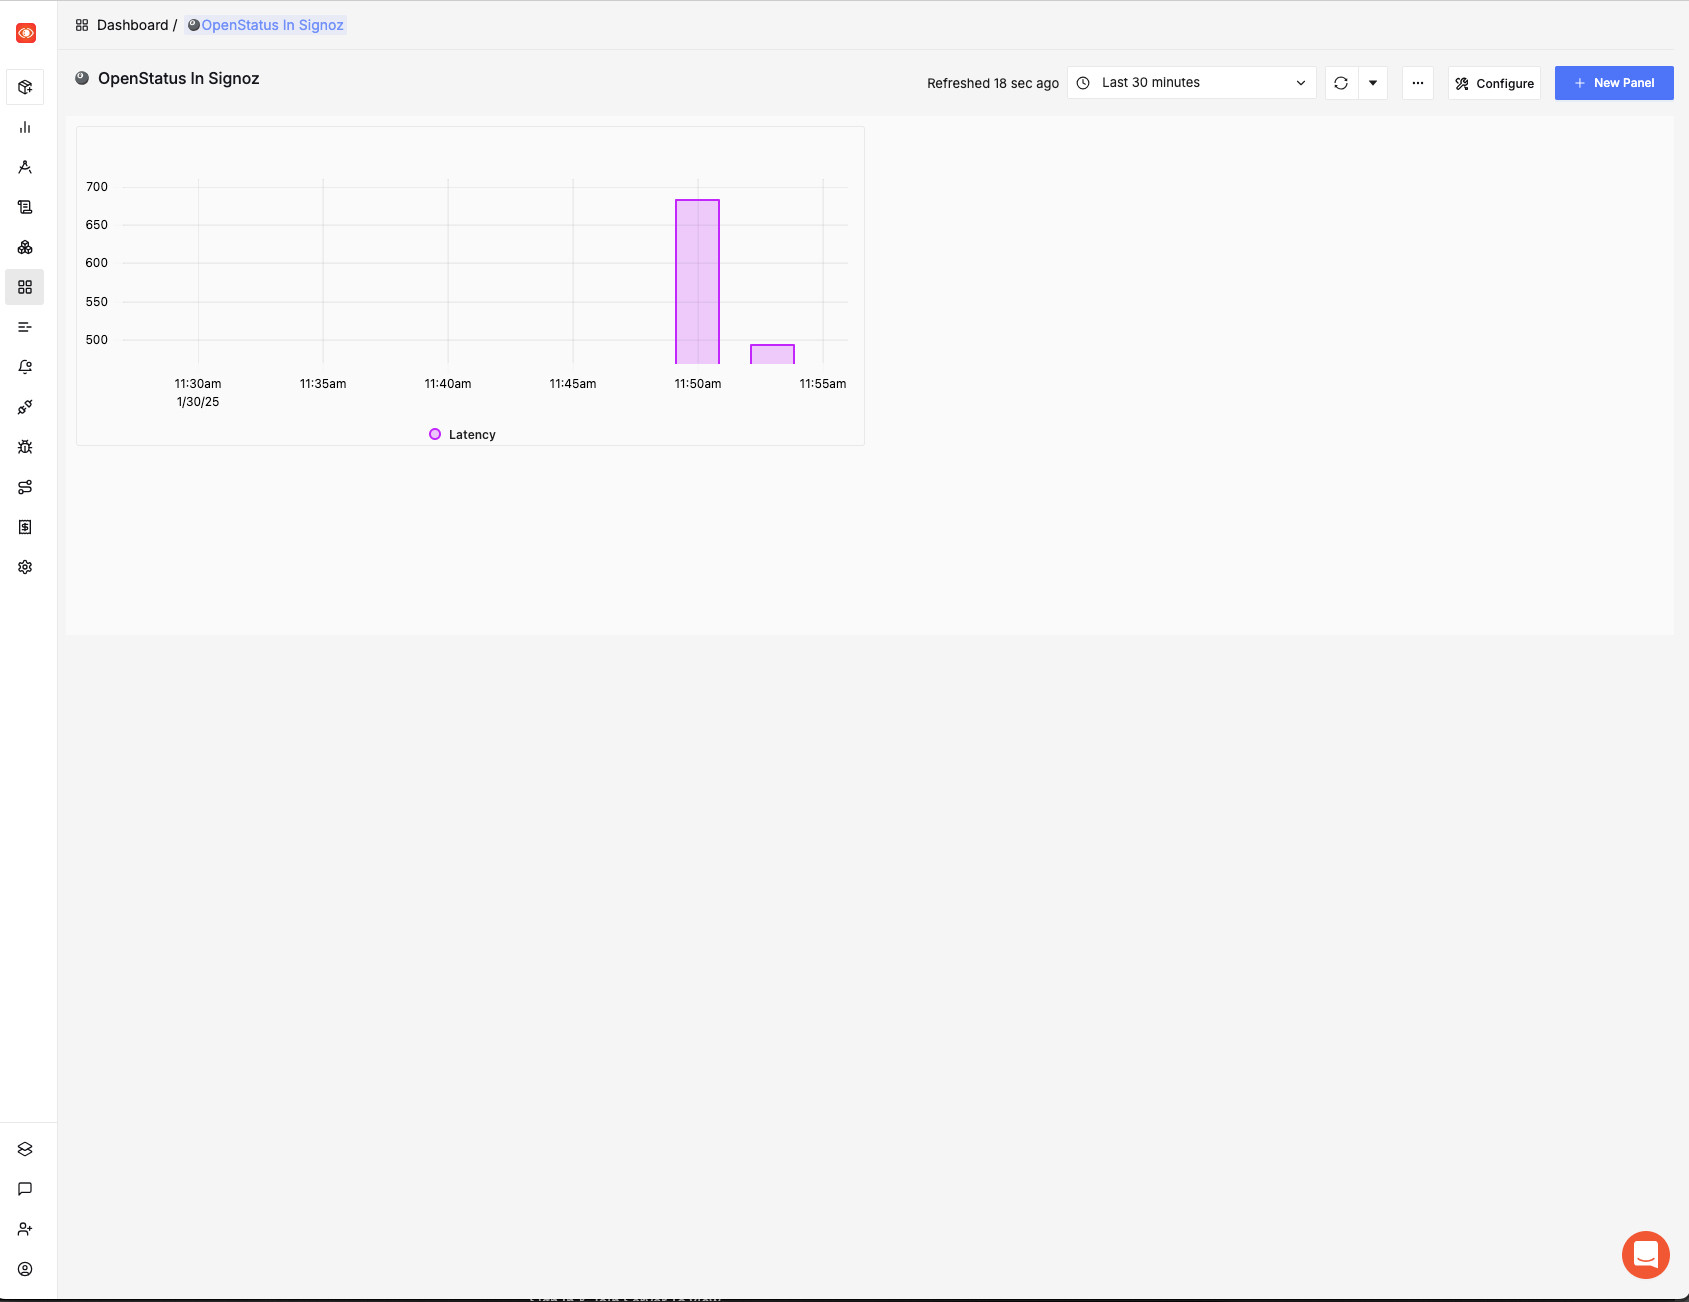 Dashboard / 🎱OpenStatus In Signoz
🎱 OpenStatus In Signoz
Refreshed 18 sec ago
Last 30 minutes
Configure
+ New Panel
700
650
600
550
500
11:30am 11:35am 11:40am 11:45am 11:50am 11:55am
1/30/25
Latency